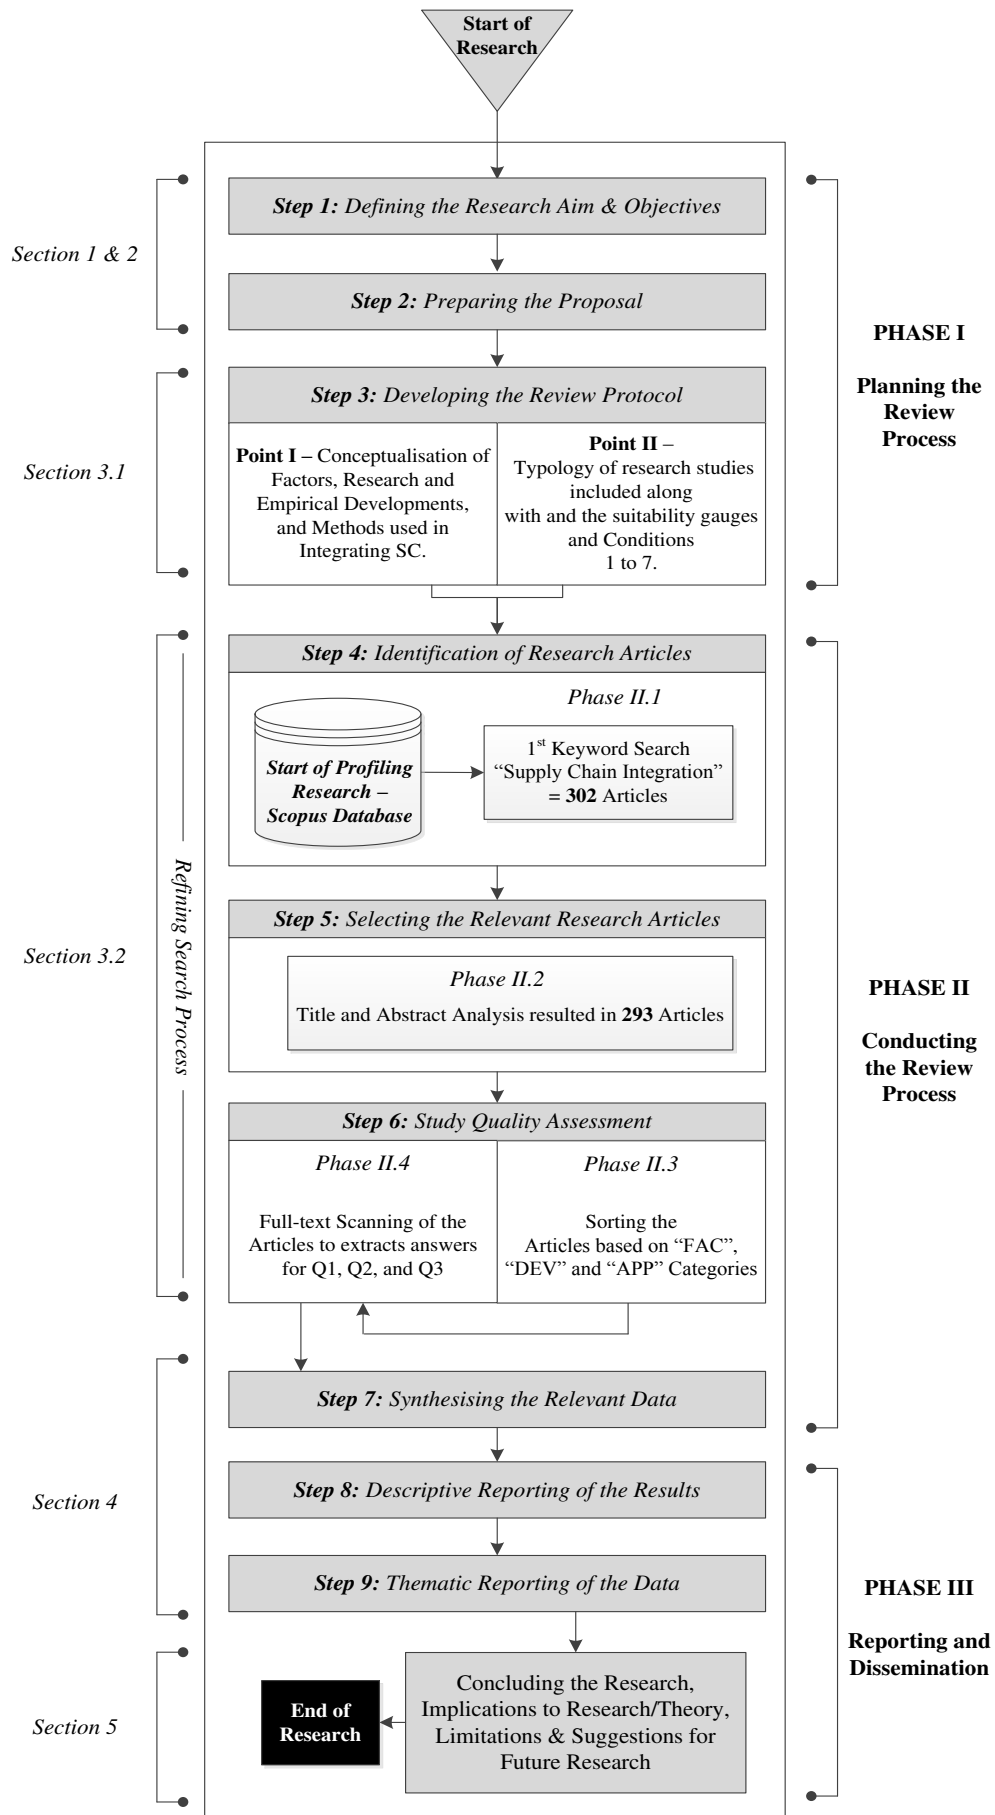 Start of
Research
Step 1: Defining the Research Aim & Objectives
Section 1 & 2
Step 2: Preparing the Proposal
PHASE I
Planning the
Review
Process
Step 3: Developing the Review Protocol
Section 3.1
Point I – Conceptualisation of
Factors, Research and
Empirical Developments,
and Methods used in
Integrating SC.
Point II –
Typology of research studies
included along
with and the suitability gauges
and Conditions
1 to 7.
Step 4: Identification of Research Articles
Phase II.1
Start of Profiling
Research –
Scopus Database
1st Keyword Search
“Supply Chain Integration”
= 302 Articles
Refining Search Process
Section 3.2
Step 5: Selecting the Relevant Research Articles
Phase II.2
Title and Abstract Analysis resulted in 293 Articles
PHASE II
Conducting
the Review
Process
Step 6: Study Quality Assessment
Phase II.4
Full-text Scanning of the
Articles to extracts answers
for Q1, Q2, and Q3
Phase II.3
Sorting the
Articles based on “FAC”,
“DEV” and “APP” Categories
Step 7: Synthesising the Relevant Data
Section 4
Step 8: Descriptive Reporting of the Results
Step 9: Thematic Reporting of the Data
PHASE III
Reporting and
Dissemination
Section 5
Concluding the Research,
Implications to Research/Theory,
Limitations & Suggestions for
Future Research
End of
Research